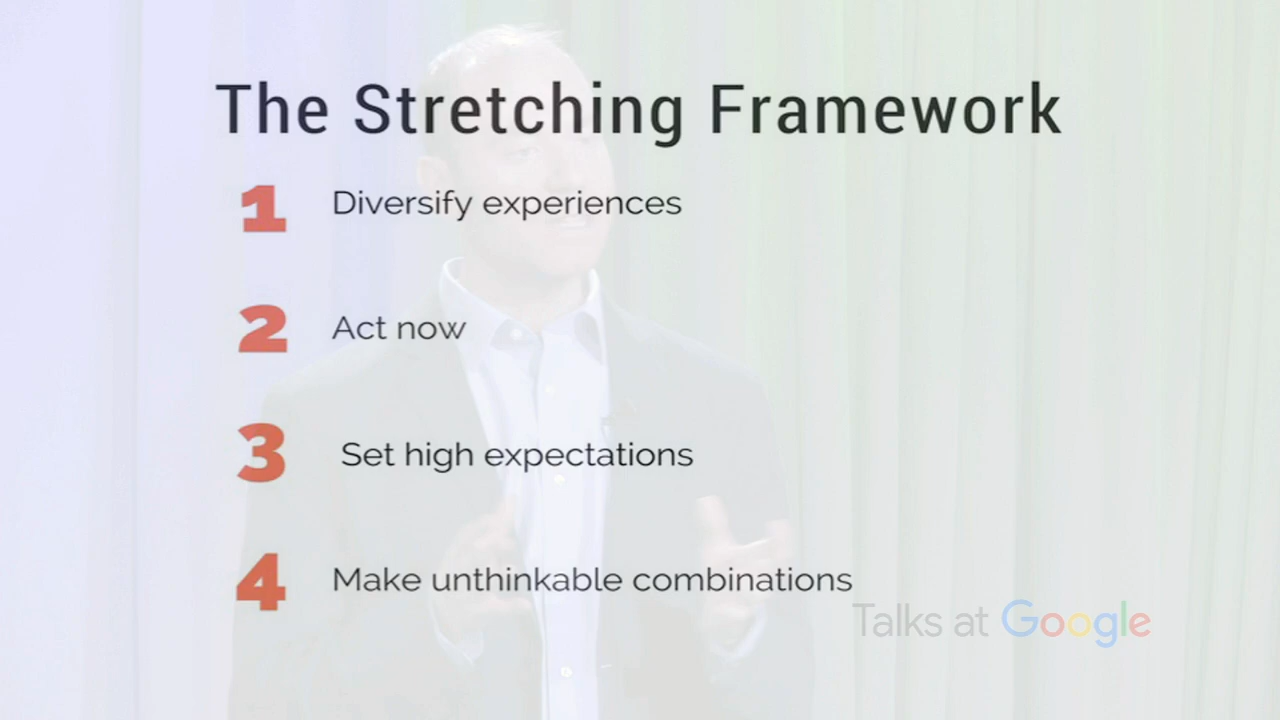 The Stretching Framework
1 Diversify experiences
2 Act now
3 Set high expectations
4 Make unthinkable combinations
Talks at Google